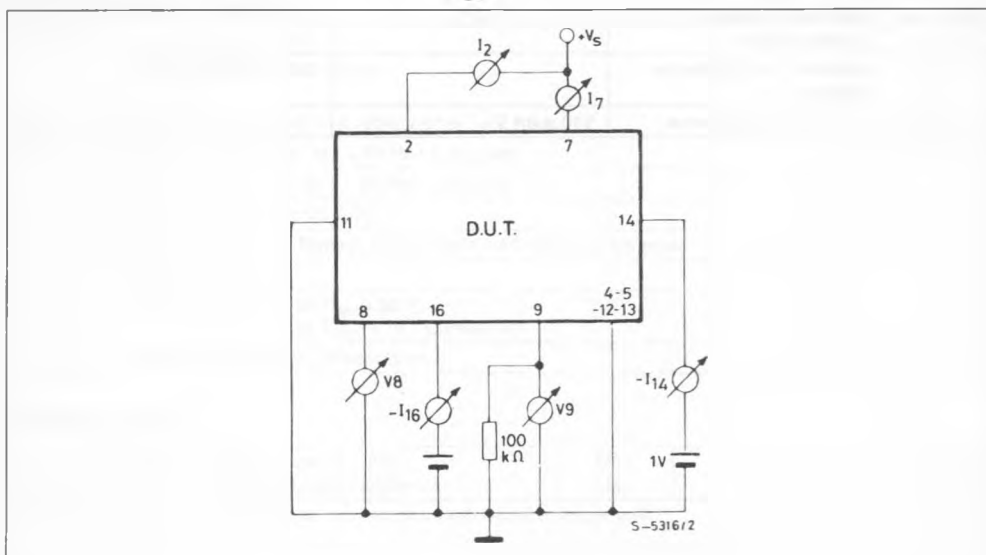 +VS
I2
I7
2
7
11
D.U.T.
14
4-5
8
16
9
-12-13
V8
-I16
V9
-I14
100
kΩ
1V
S-5316/2